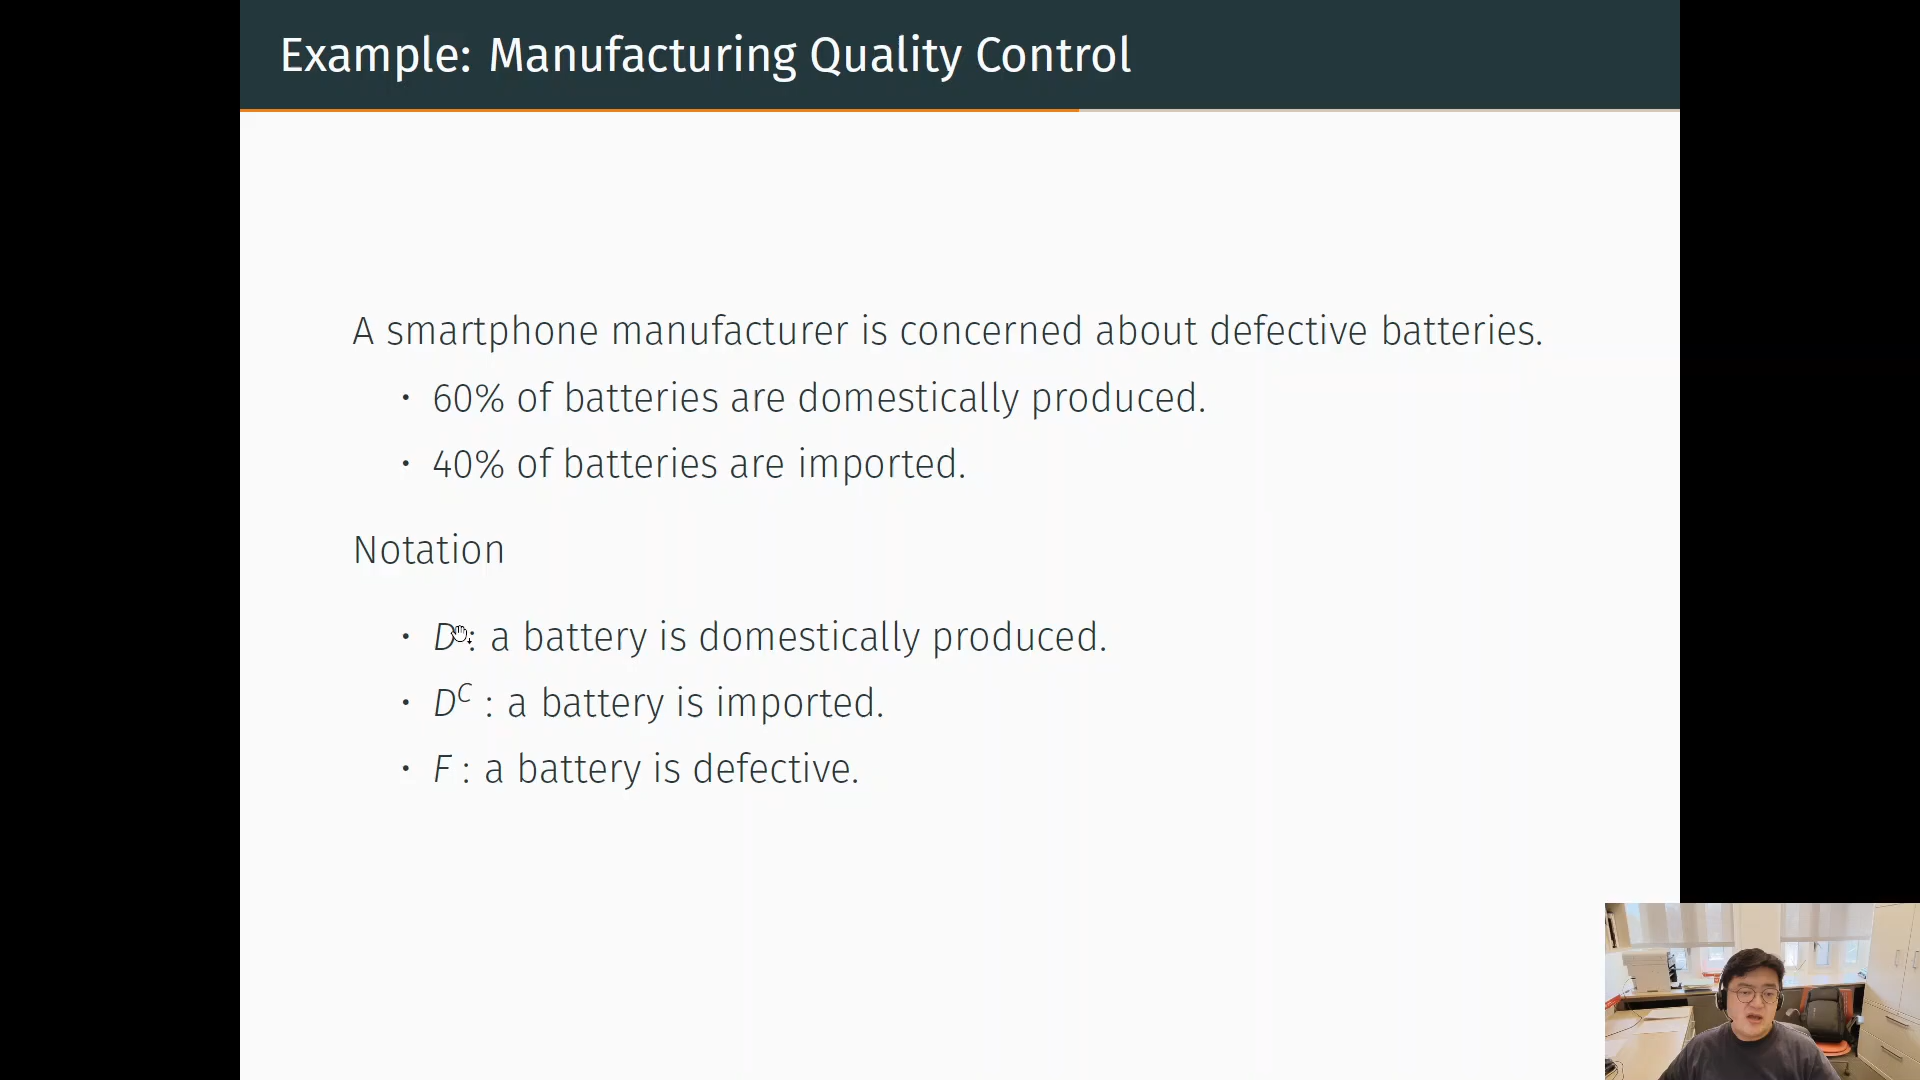 Example: Manufacturing Quality Control
A smartphone manufacturer is concerned about defective batteries.
· 60% of batteries are domestically produced.
· 40% of batteries are imported.
Notation
· D : a battery is domestically produced.
· Dᶜ : a battery is imported.
· F : a battery is defective.